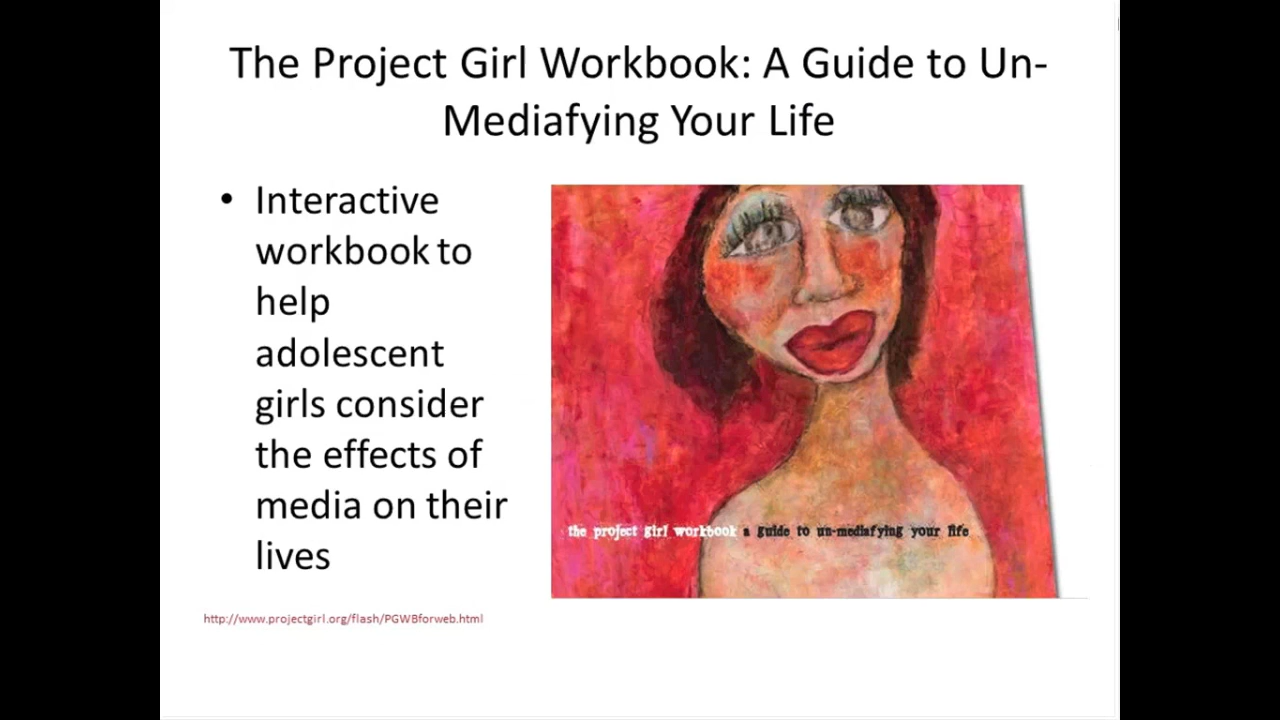 The Project Girl Workbook: A Guide to Un-
Mediafying Your Life
• Interactive
workbook to
help
adolescent
girls consider
the effects of
media on their
lives
the project girl workbook a guide to un-mediafying your life
http://www.projectgirl.org/flash/PGWBforweb.html